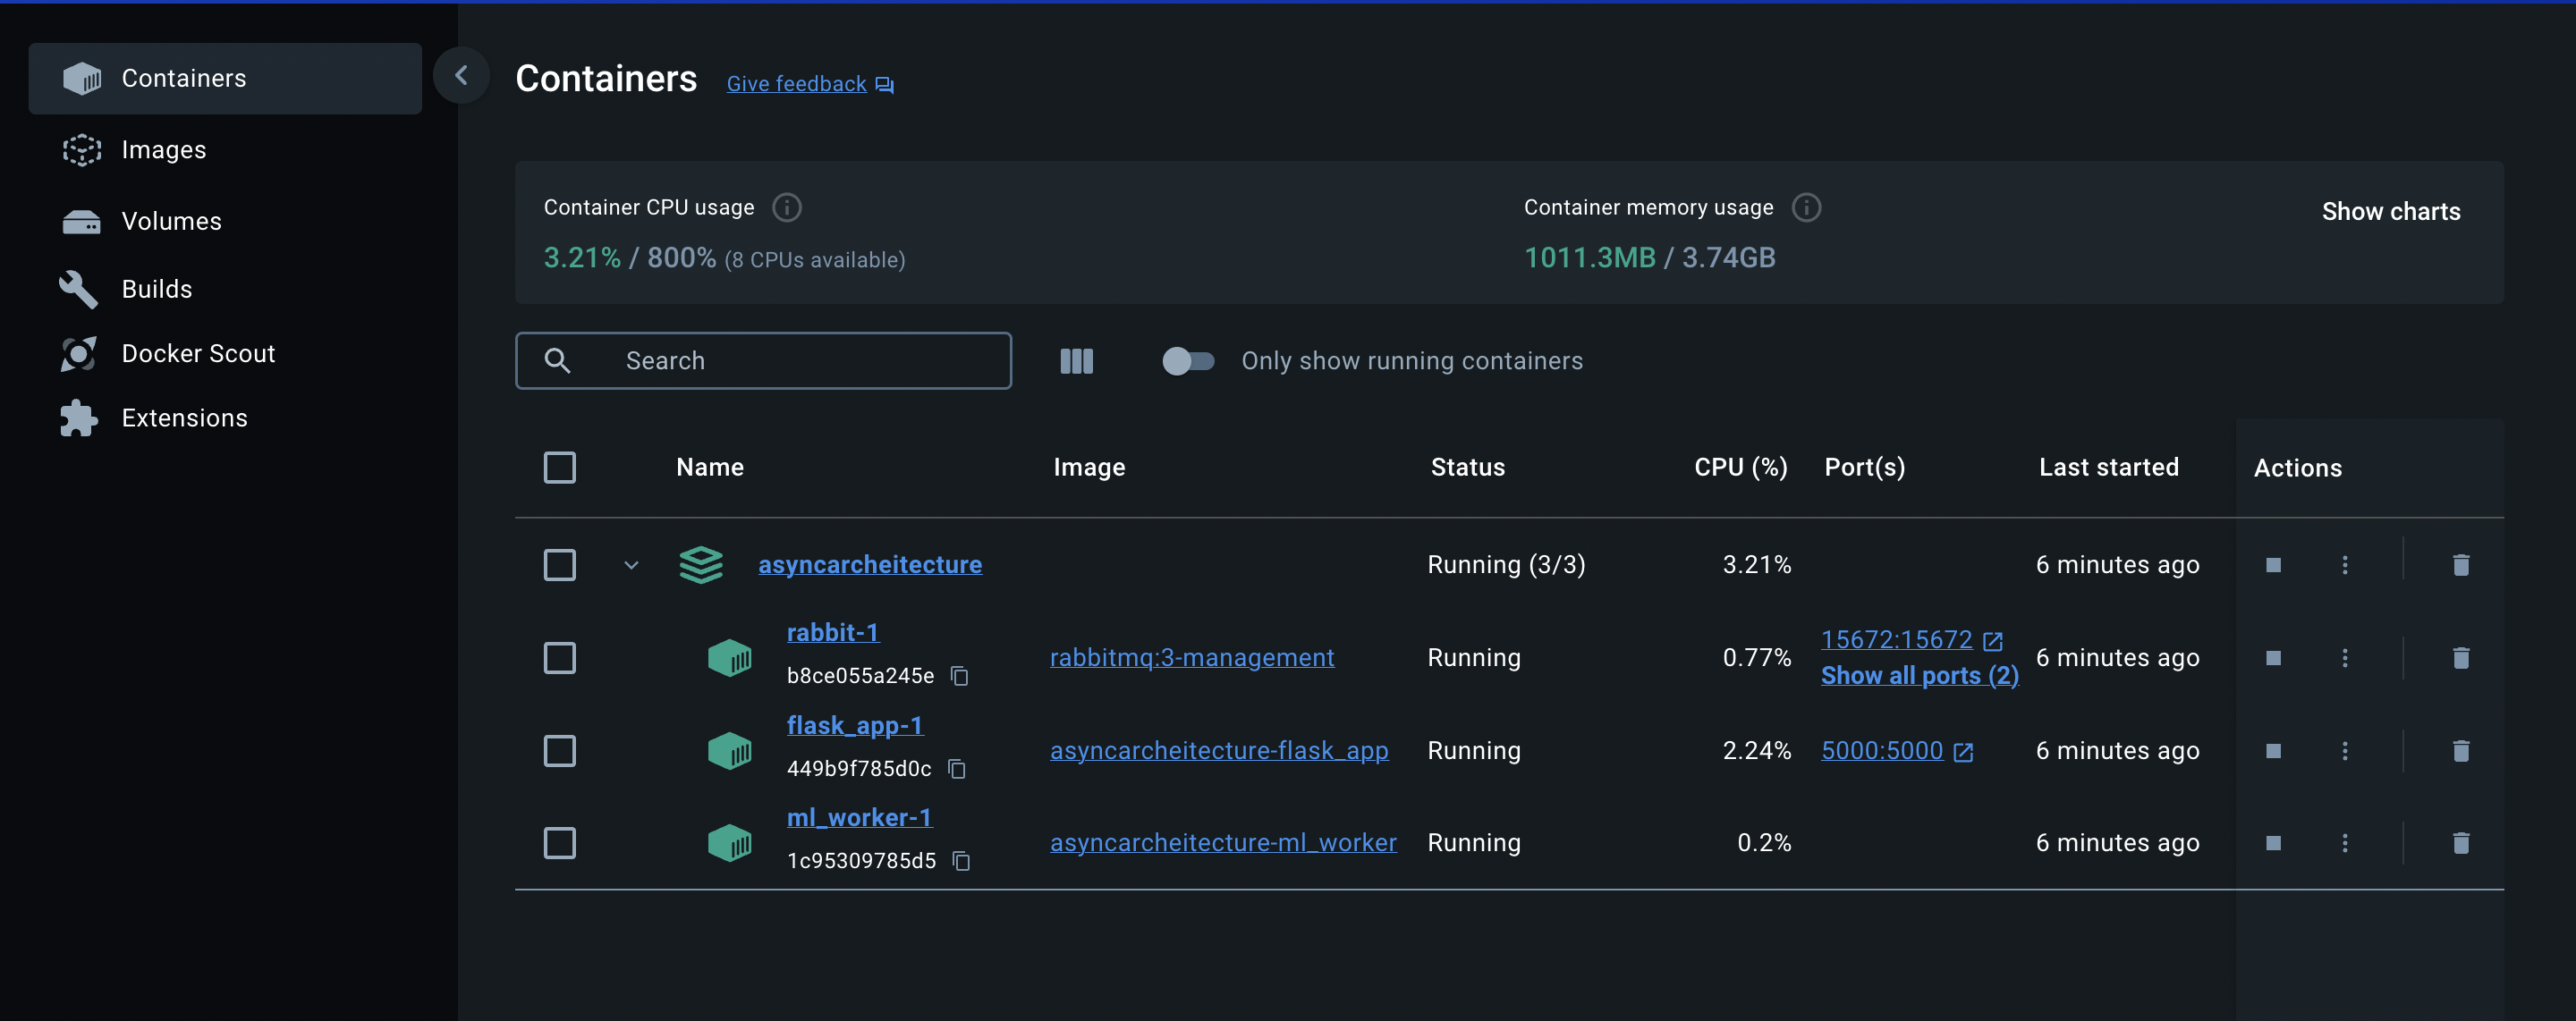 Containers
Images
Volumes
Builds
Docker Scout
Extensions
Containers Give feedback
Container CPU usage
3.21% / 800% (8 CPUs available)
Container memory usage
1011.3MB / 3.74GB
Show charts
Search
Only show running containers
Name Image Status CPU (%) Port(s) Last started Actions
asyncarcheitecture Running (3/3) 3.21% 6 minutes ago
rabbit-1
b8ce055a245e
rabbitmq:3-management Running 0.77%
15672:15672
Show all ports (2)
6 minutes ago
flask_app-1
449b9f785d0c
asyncarcheitecture-flask_app Running 2.24% 5000:5000 6 minutes ago
ml_worker-1
1c95309785d5
asyncarcheitecture-ml_worker Running 0.2% 6 minutes ago